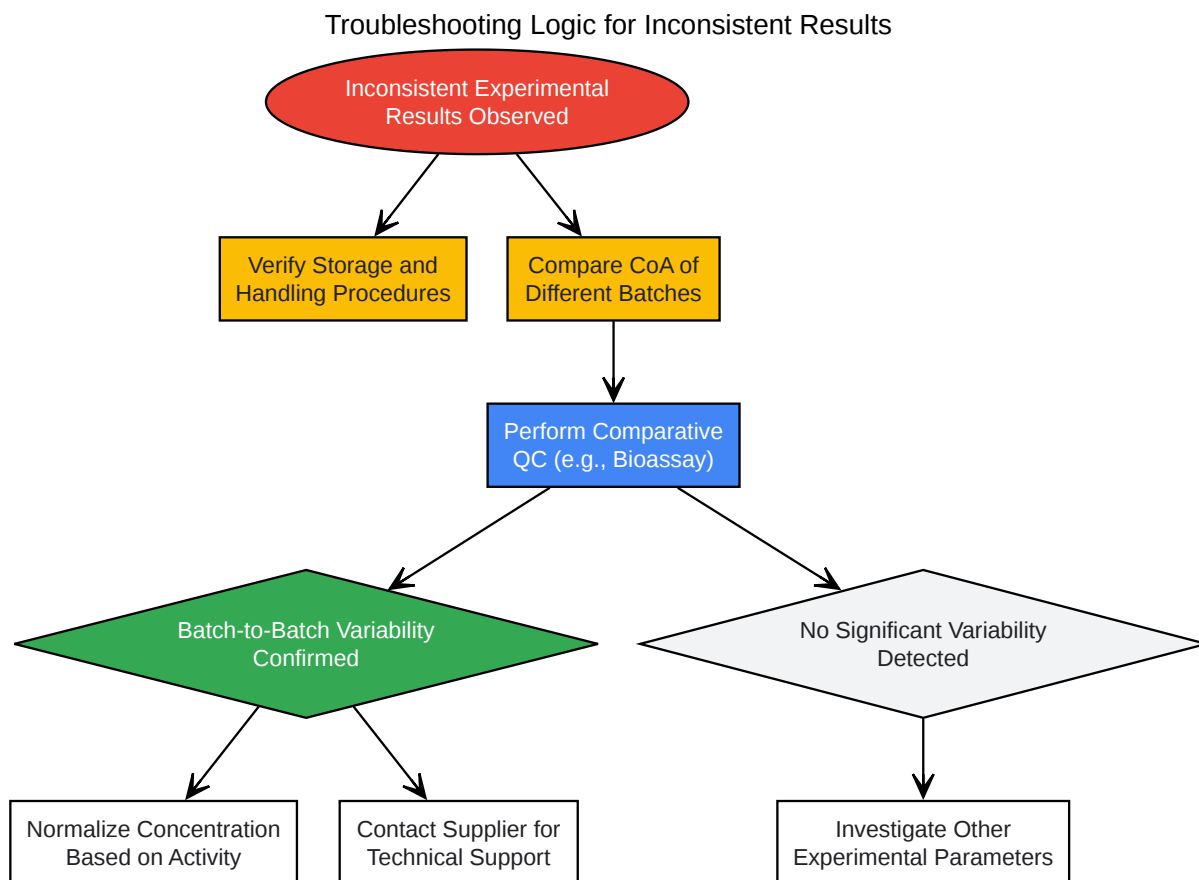 Troubleshooting Logic for Inconsistent Results
Inconsistent Experimental
Results Observed
Verify Storage and
Handling Procedures
Compare CoA of
Different Batches
Perform Comparative
QC (e.g., Bioassay)
Batch-to-Batch Variability
Confirmed
No Significant Variability
Detected
Normalize Concentration
Based on Activity
Contact Supplier for
Technical Support
Investigate Other
Experimental Parameters